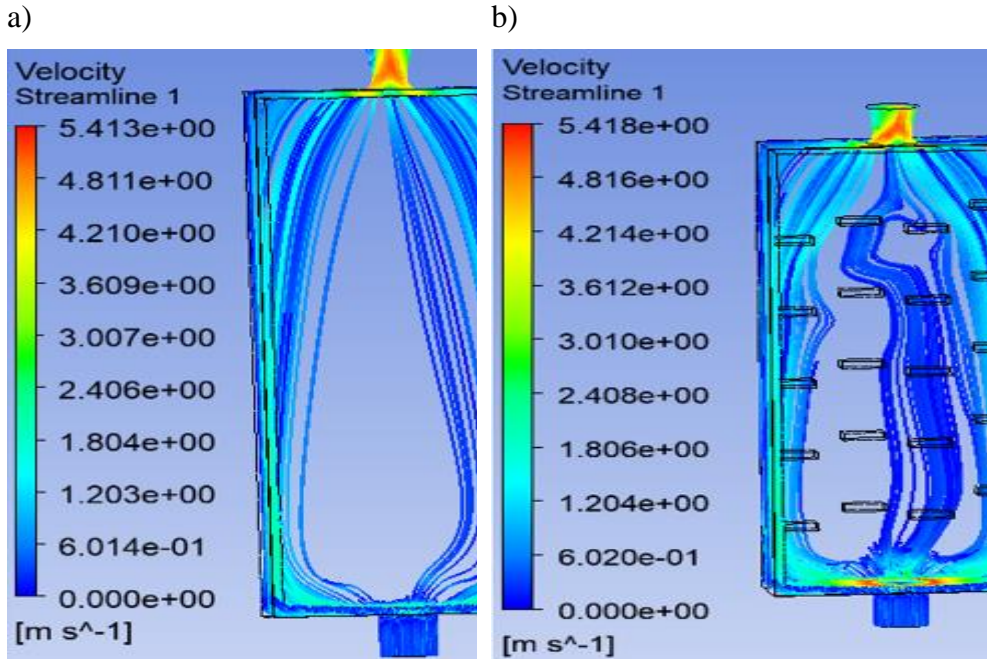 a)
b)
Velocity
Streamline 1
5.413e+00
4.811e+00
4.210e+00
3.609e+00
3.007e+00
2.406e+00
1.804e+00
1.203e+00
6.014e-01
0.000e+00
[m s^-1]
Velocity
Streamline 1
5.418e+00
4.816e+00
4.214e+00
3.612e+00
3.010e+00
2.408e+00
1.806e+00
1.204e+00
6.020e-01
0.000e+00
[m s^-1]